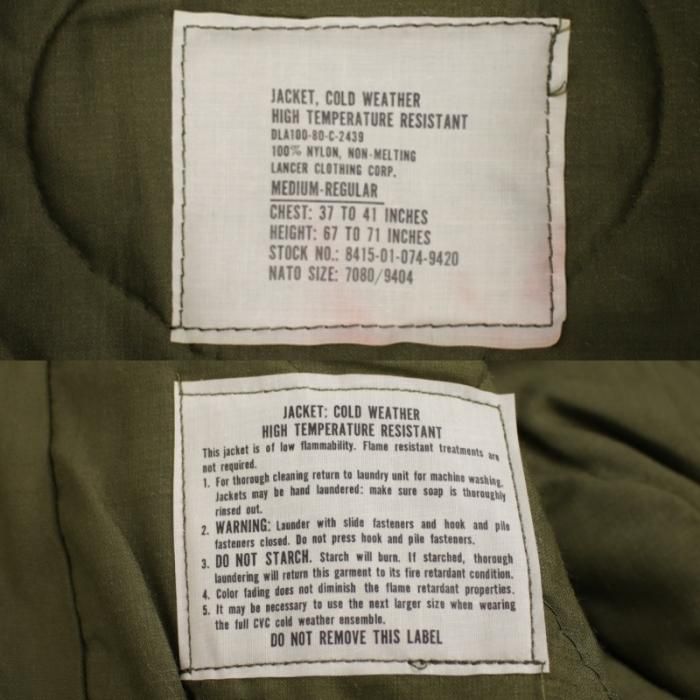 JACKET, COLD WEATHER
HIGH TEMPERATURE RESISTANT
DLA100-80-C-2439
100% NYLON, NON-MELTING
LANCER CLOTHING CORP.
MEDIUM-REGULAR
CHEST: 37 TO 41 INCHES
HEIGHT: 67 TO 71 INCHES
STOCK NO.: 8415-01-074-9420
NATO SIZE: 7080/9404
JACKET: COLD WEATHER
HIGH TEMPERATURE RESISTANT
This jacket is of low flammability. Flame resistant treatments are
not required.
1. For thorough cleaning return to laundry unit for machine washing.
Jackets may be hand laundered: make sure soap is thoroughly
rinsed out.
2. WARNING: Launder with slide fasteners and hook and pile
fasteners closed. Do not press hook and pile fasteners.
3. DO NOT STARCH. Starch will burn. If starched, thorough
laundering will return this garment to its fire retardant condition.
4. Color fading does not diminish the flame retardant properties.
5. It may be necessary to use the next larger size when wearing
the full CVC cold weather ensemble.
DO NOT REMOVE THIS LABEL